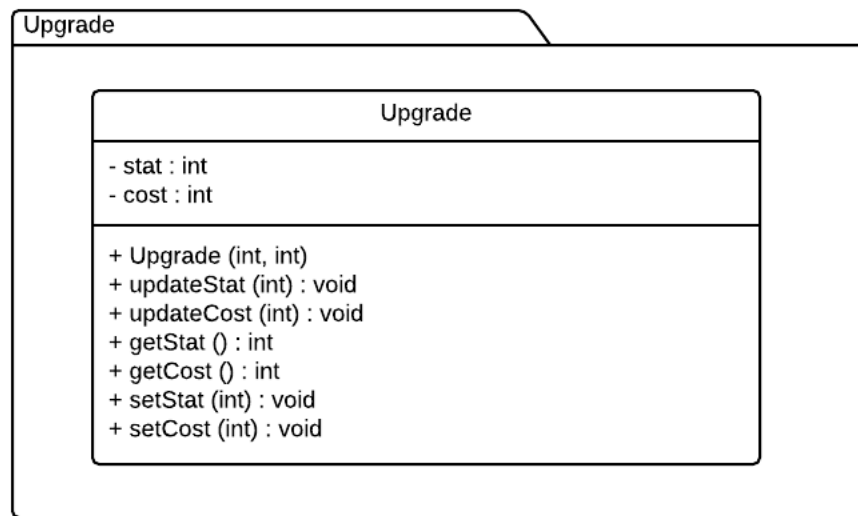 Upgrade
Upgrade
- stat : int
- cost : int
+ Upgrade (int, int)
+ updateStat (int) : void
+ updateCost (int) : void
+ getStat () : int
+ getCost () : int
+ setStat (int) : void
+ setCost (int) : void